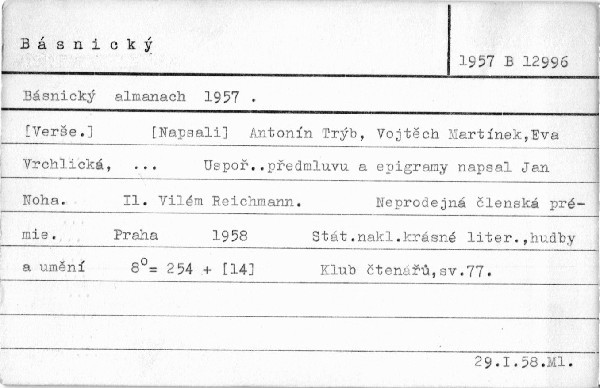 Básnický
1957 B 12996
Básnický almanach 1957 .
[Verše.] [Napsali] Antonín Trýb, Vojtěch Martínek,Eva
Vrchlická, ... Uspoř..předmluvu a epigramy napsal Jan
Noha. Il. Vilém Reichmann. Neprodejná členská pré-
mie. Praha 1958 Stát.nakl.krásné liter.,hudby
a umění 8°= 254 + [14] Klub čtenářů,sv.77.
29.I.58.Ml.